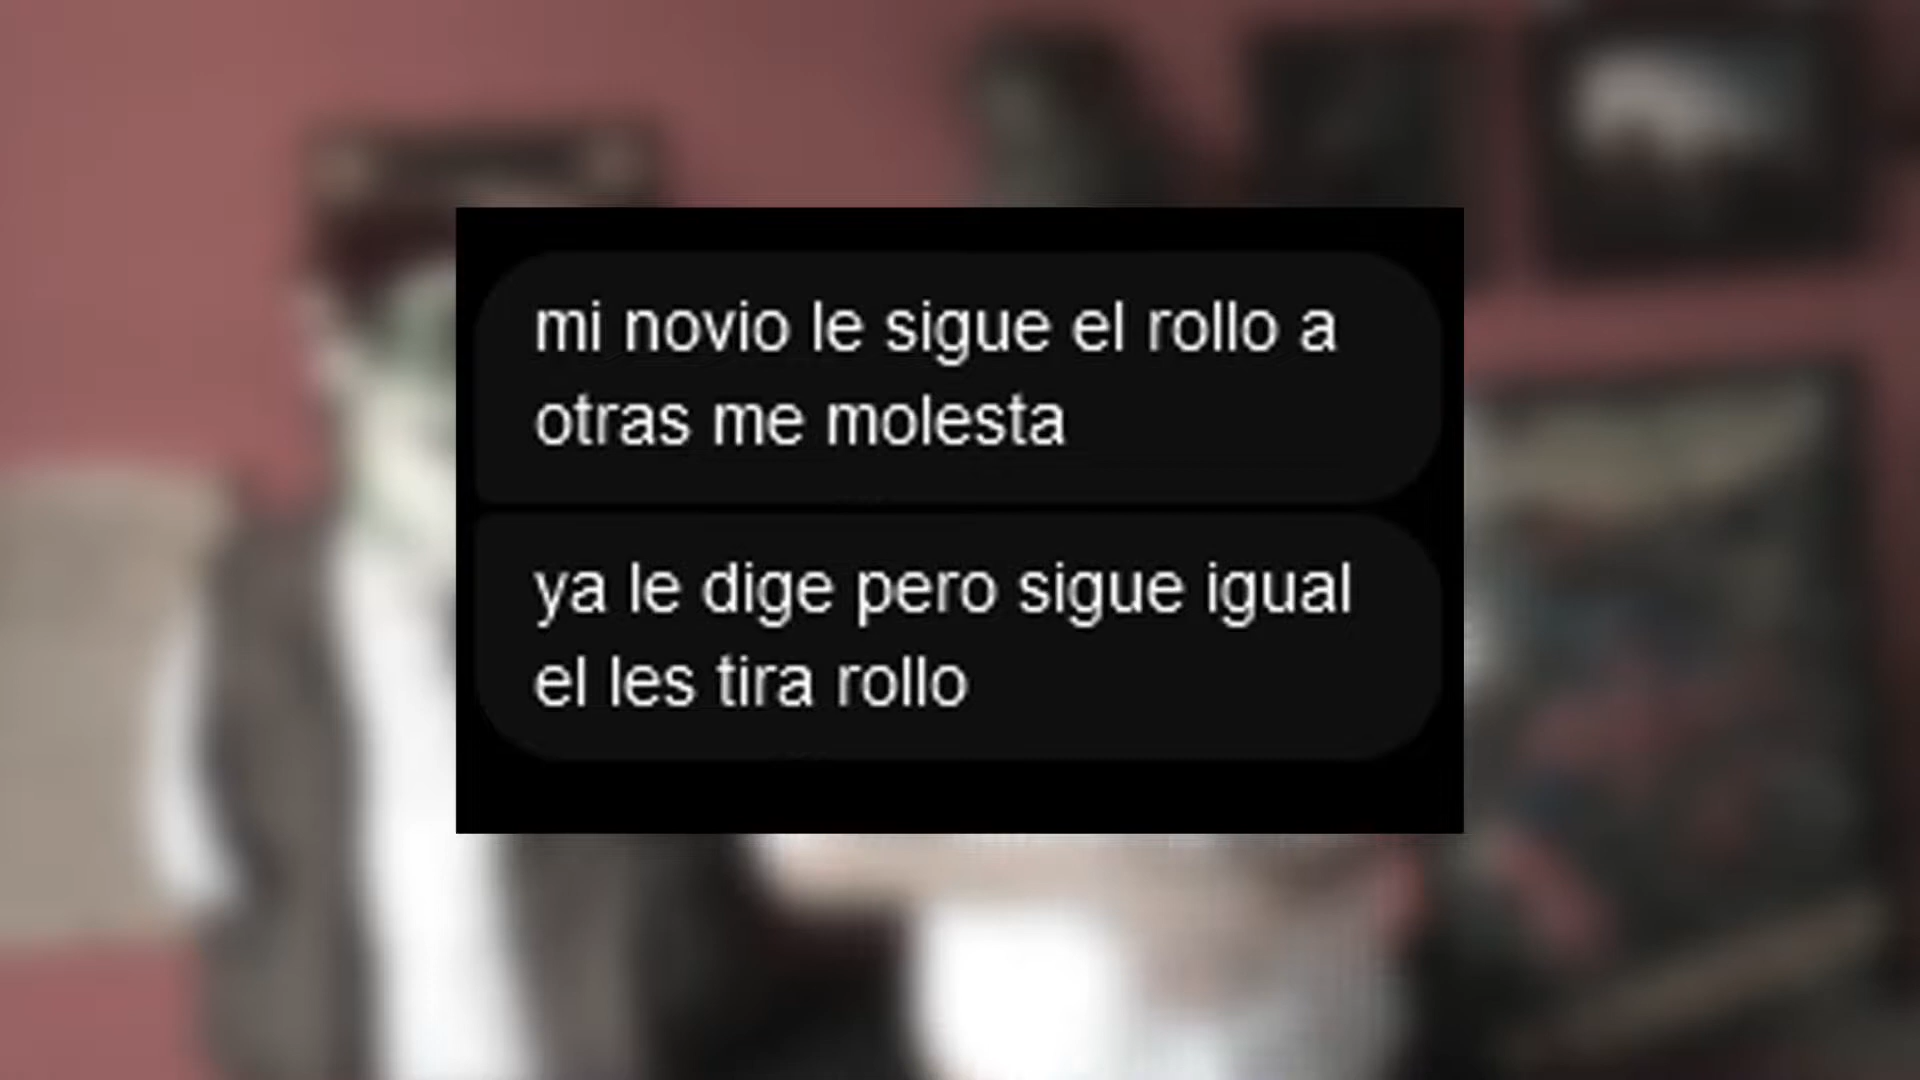 mi novio le sigue el rollo a
otras me molesta
ya le dige pero sigue igual
el les tira rollo